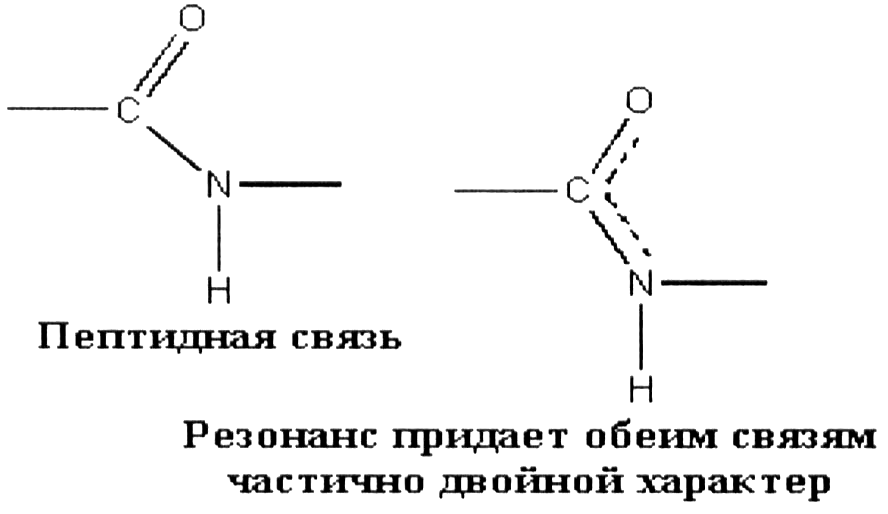 O
C
N
H
Пептидная связь
O
C
N
H
Резонанс придает обеим связям
частично двойной характер